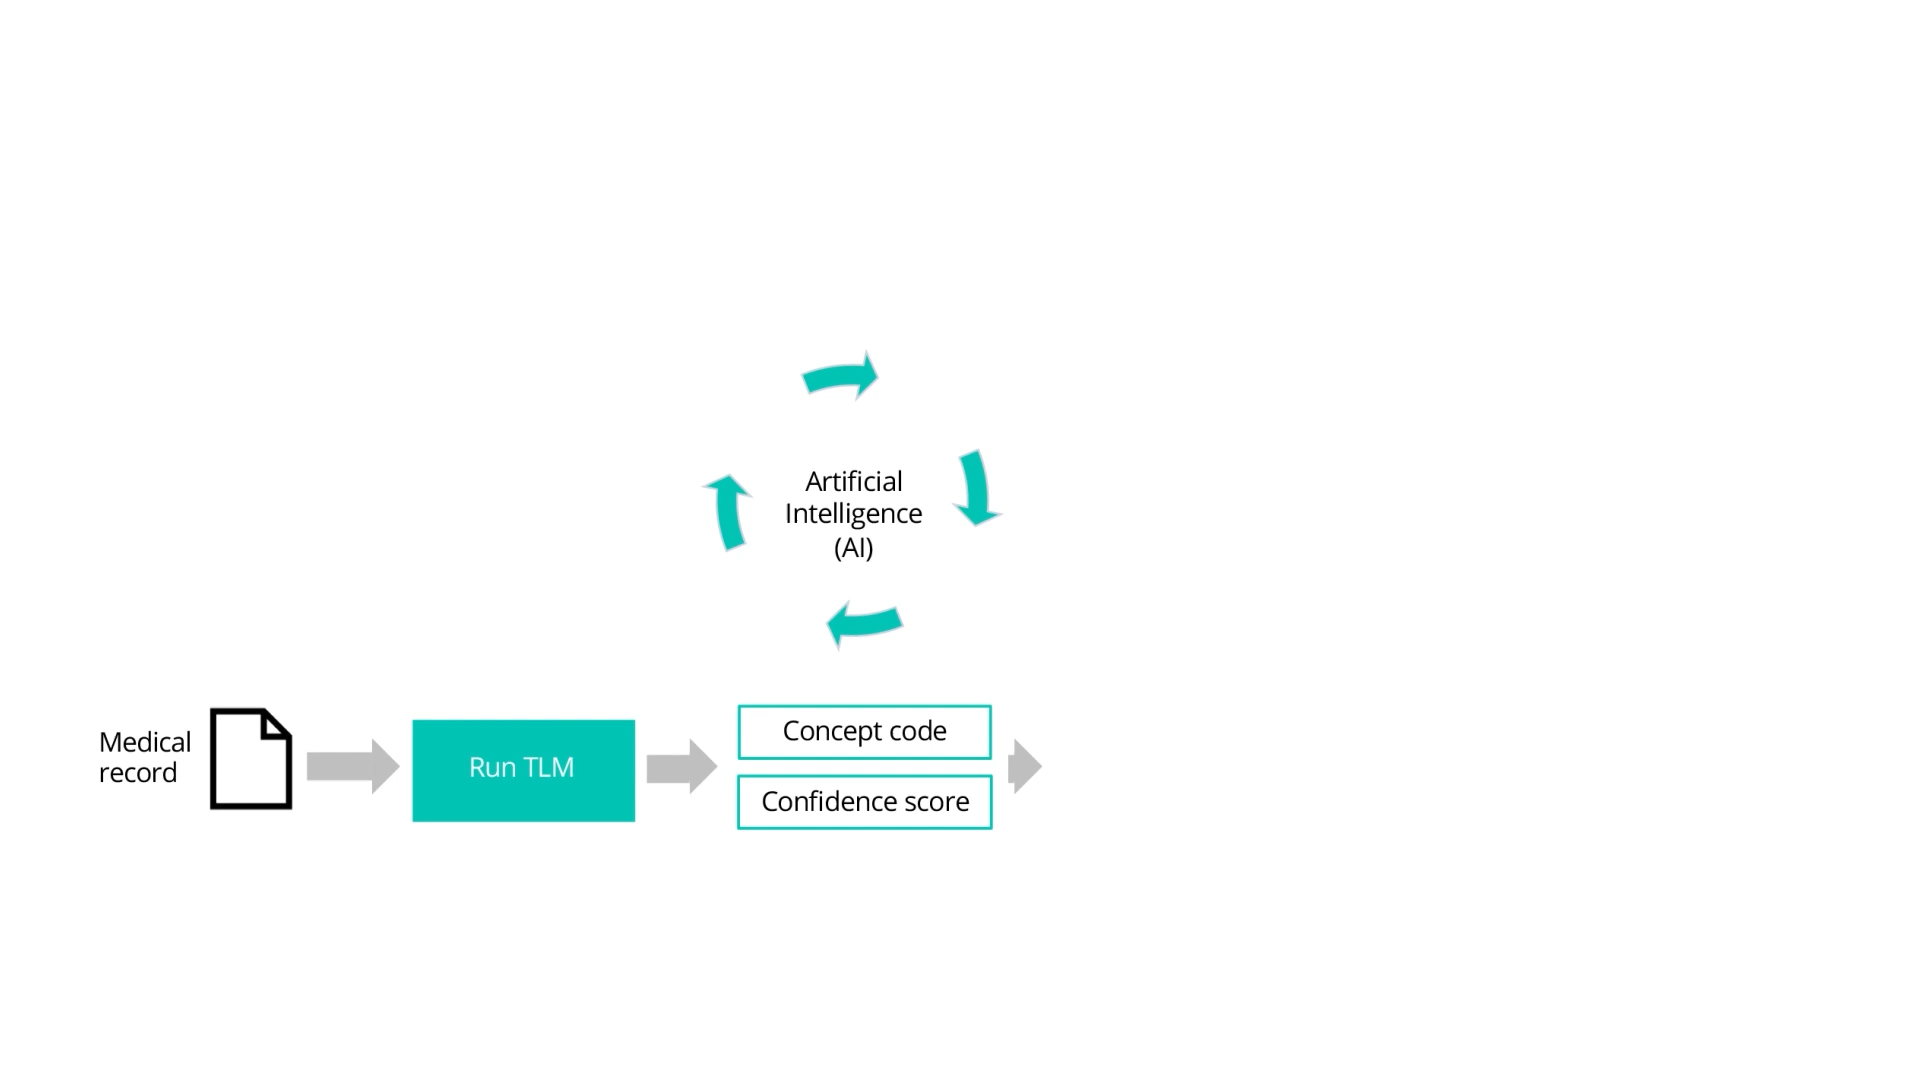 Artificial
Intelligence
(AI)
Medical
record
Run TLM
Concept code
Confidence score